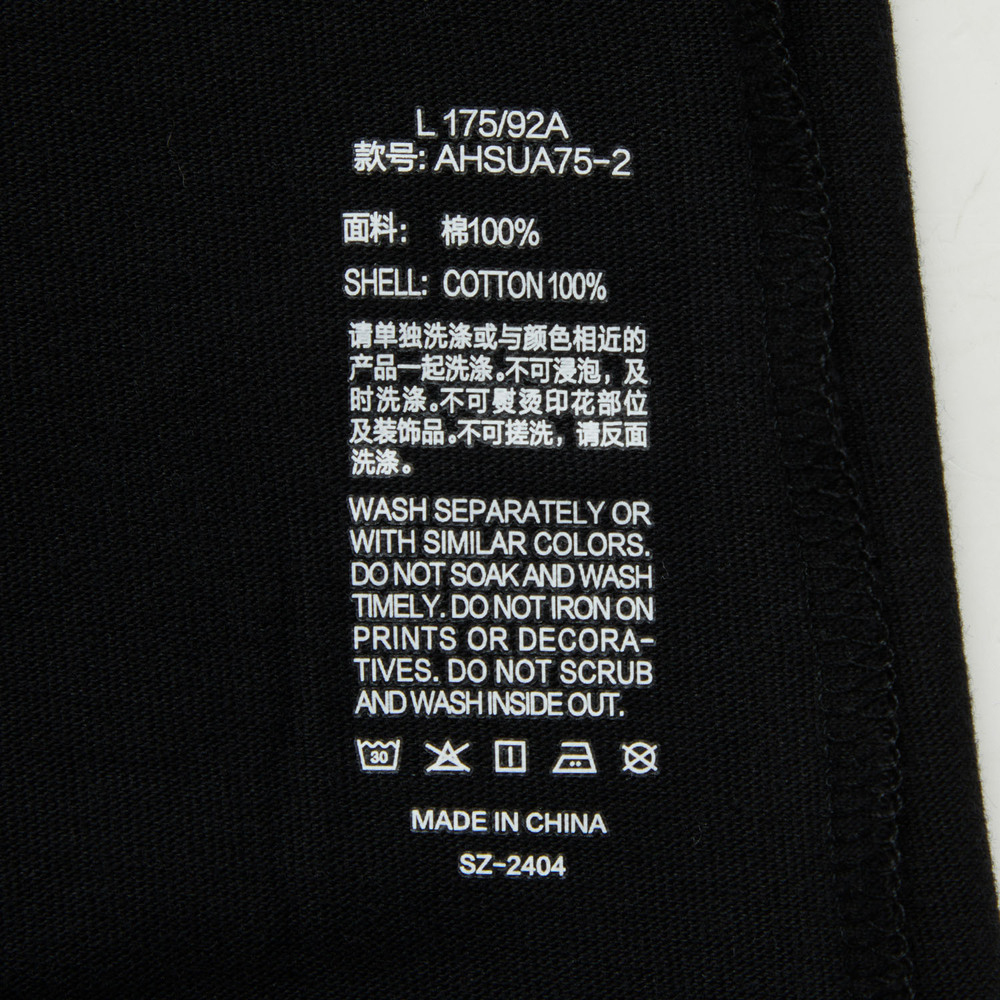 L 175/92A
款号: AHSUA75-2
面料: 棉100%
SHELL: COTTON 100%
请单独洗涤或与颜色相近的
产品一起洗涤。不可浸泡，及
时洗涤。不可熨烫印花部位
及装饰品。不可搓洗，请反面
洗涤。
WASH SEPARATELY OR
WITH SIMILAR COLORS.
DO NOT SOAK AND WASH
TIMELY. DO NOT IRON ON
PRINTS OR DECORA-
TIVES. DO NOT SCRUB
AND WASH INSIDE OUT.
30
MADE IN CHINA
SZ-2404